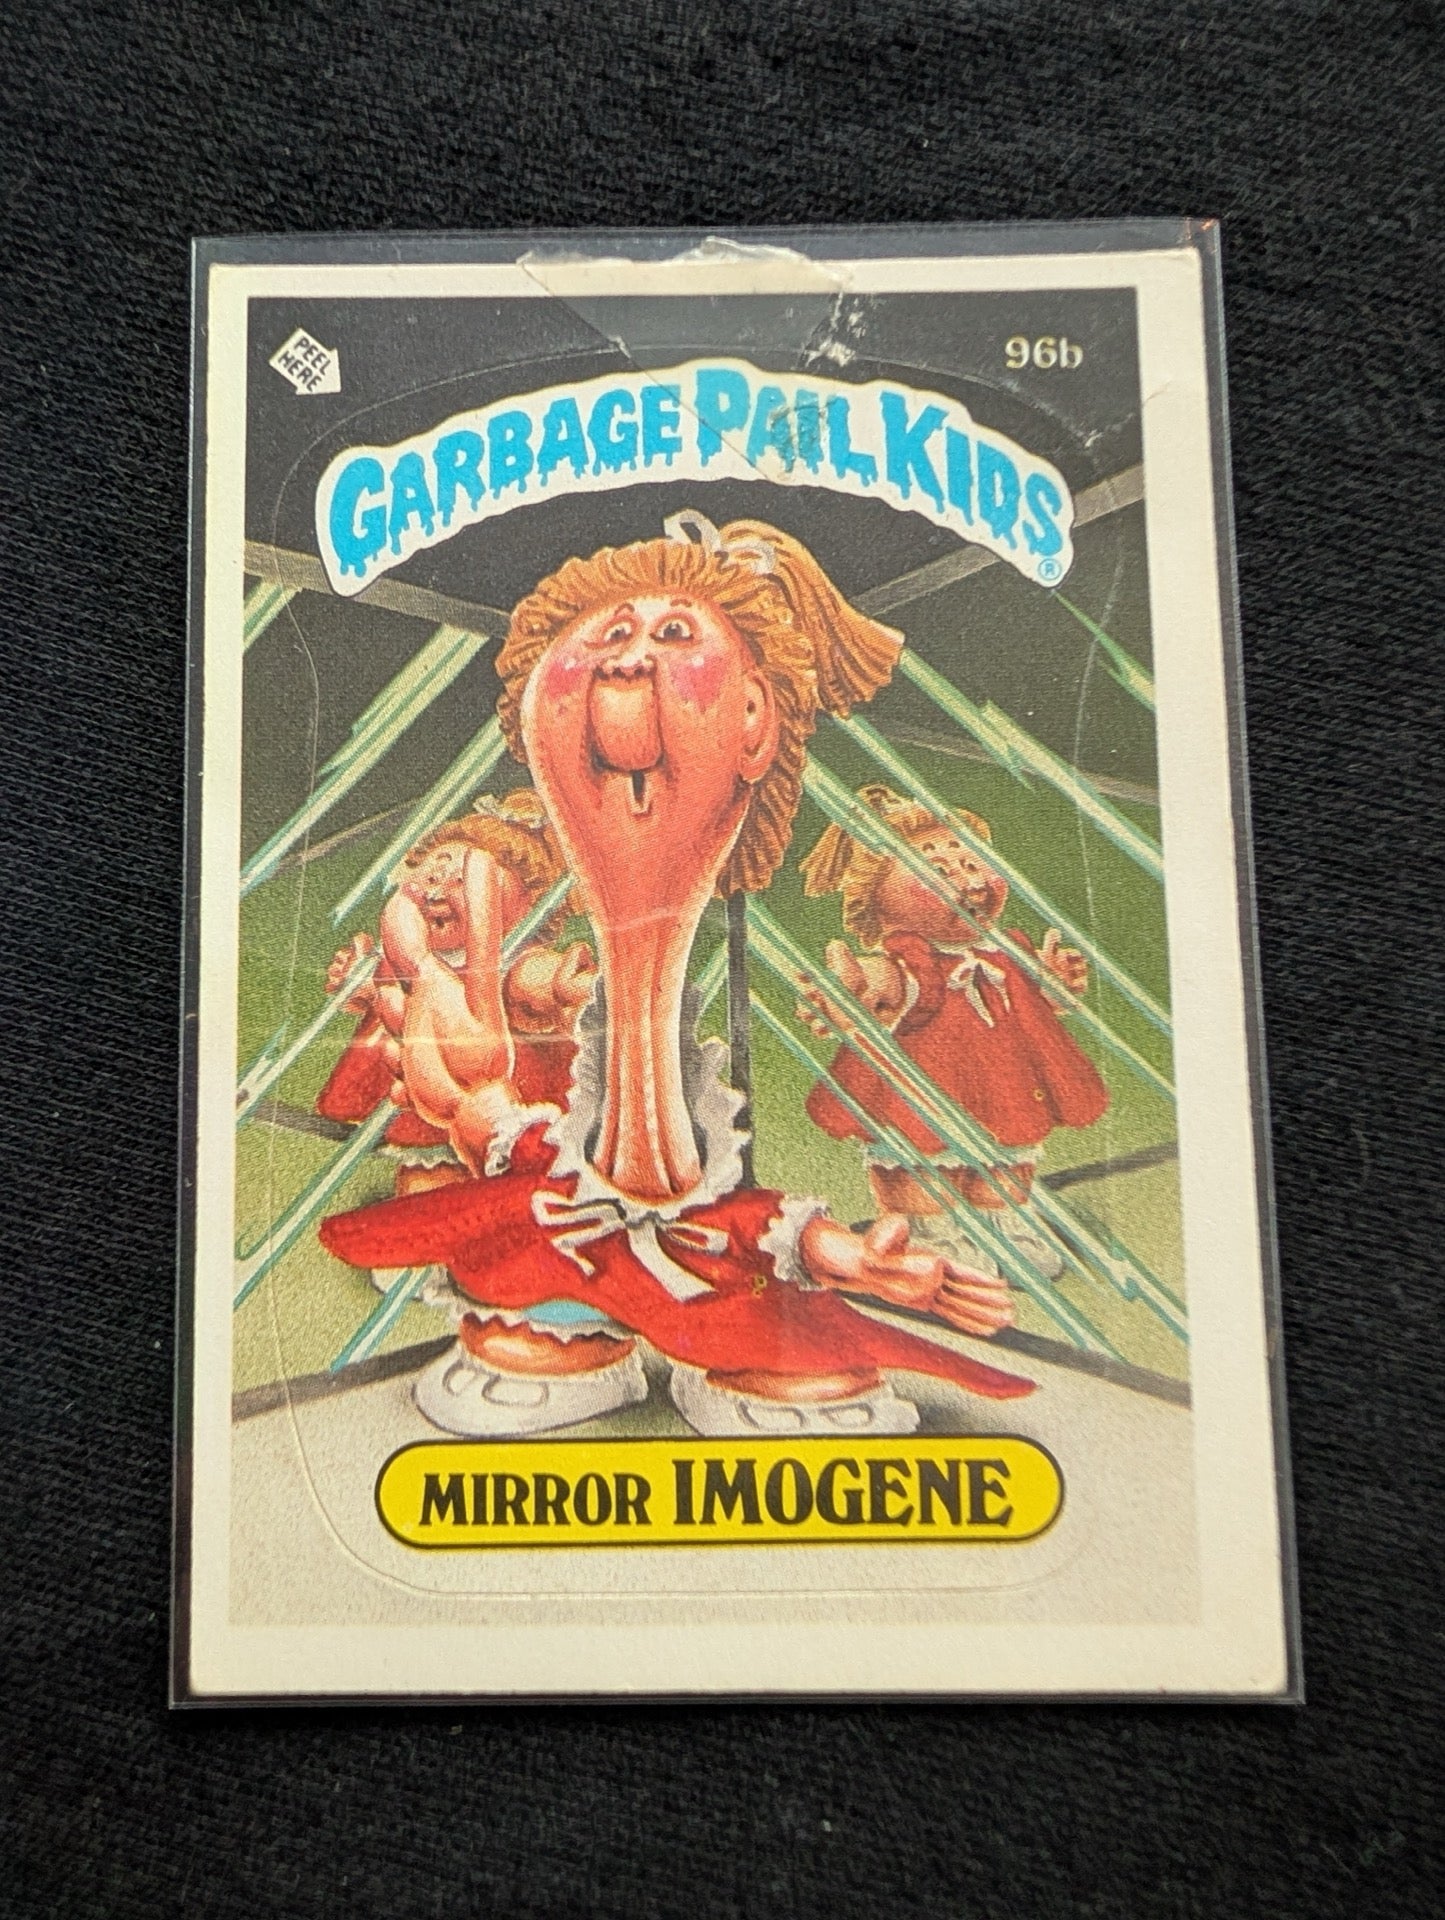 PEEL
HERE
96b
GARBAGE PAIL KIDS
®
MIRROR IMOGENE